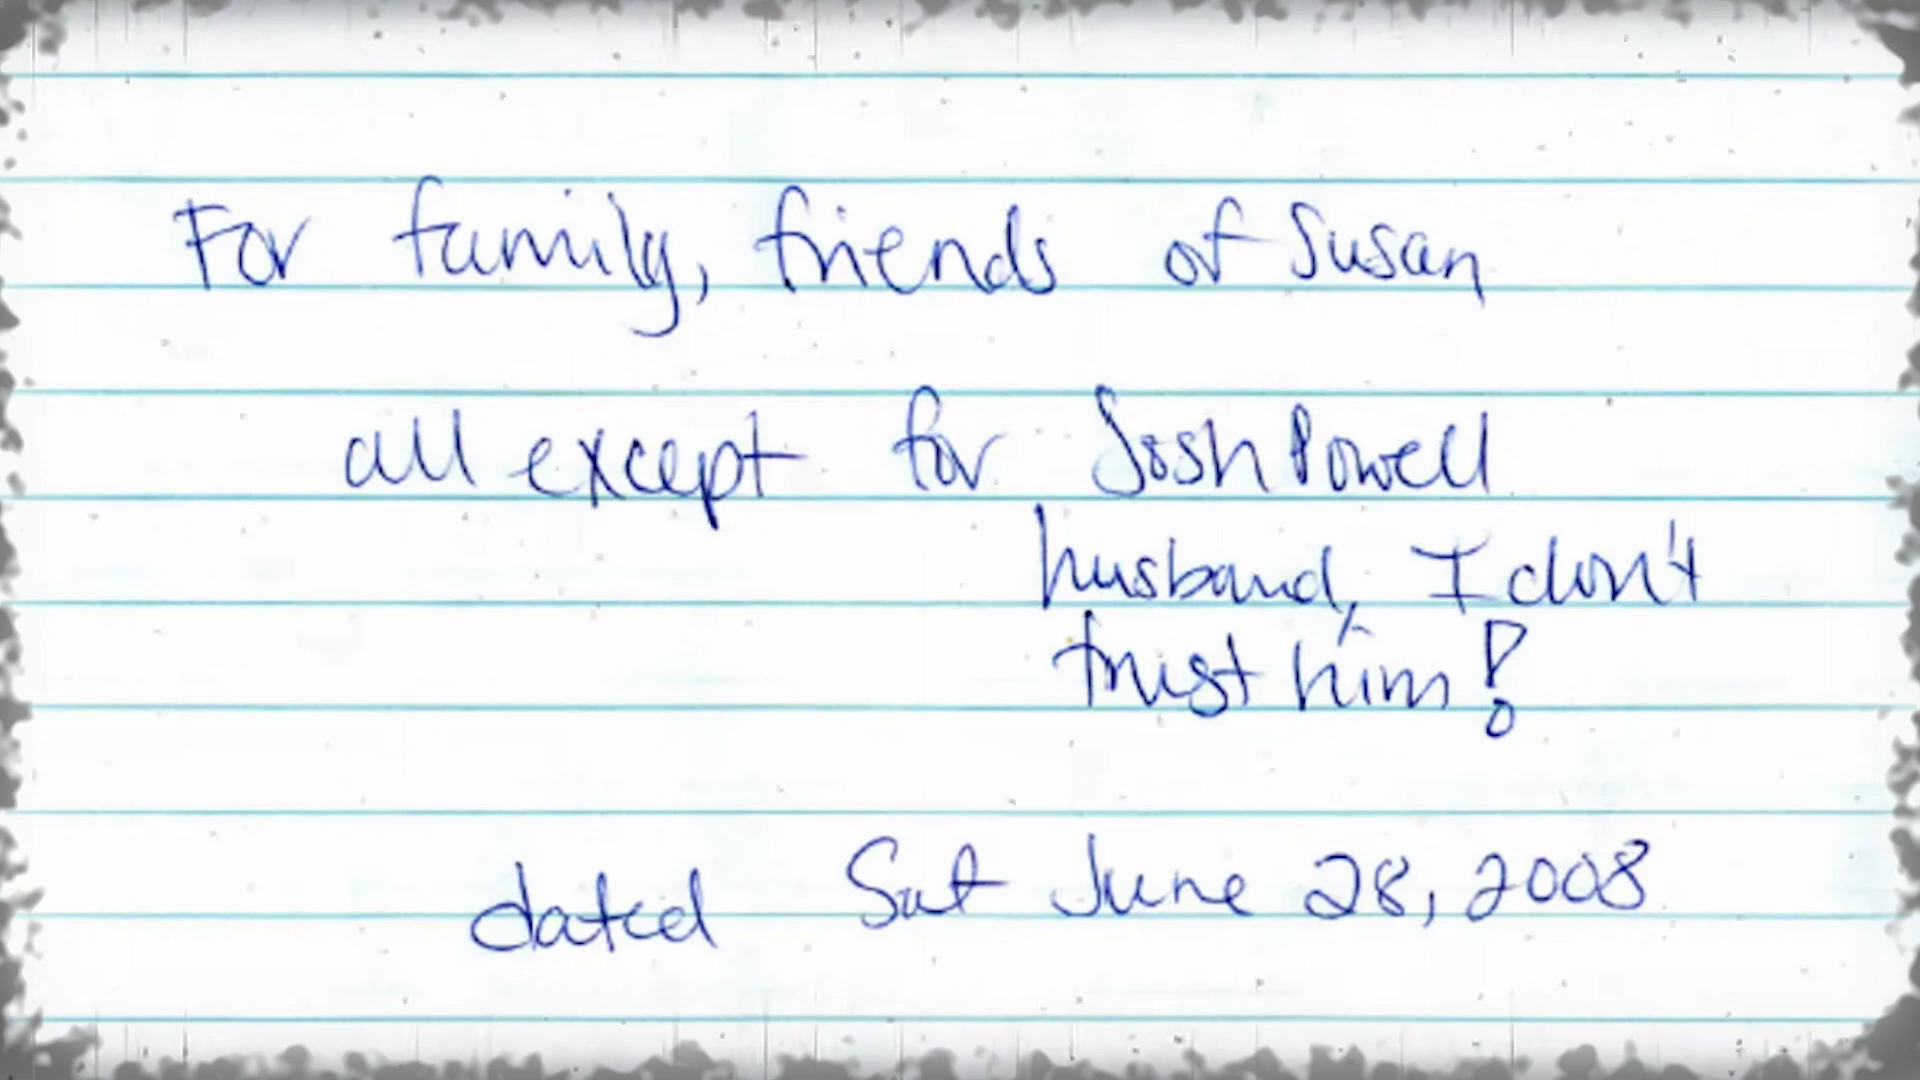 For family, friends of Susan
all except for Josh Powell
husband, I don't
trust him!
dated Sat June 28, 2008